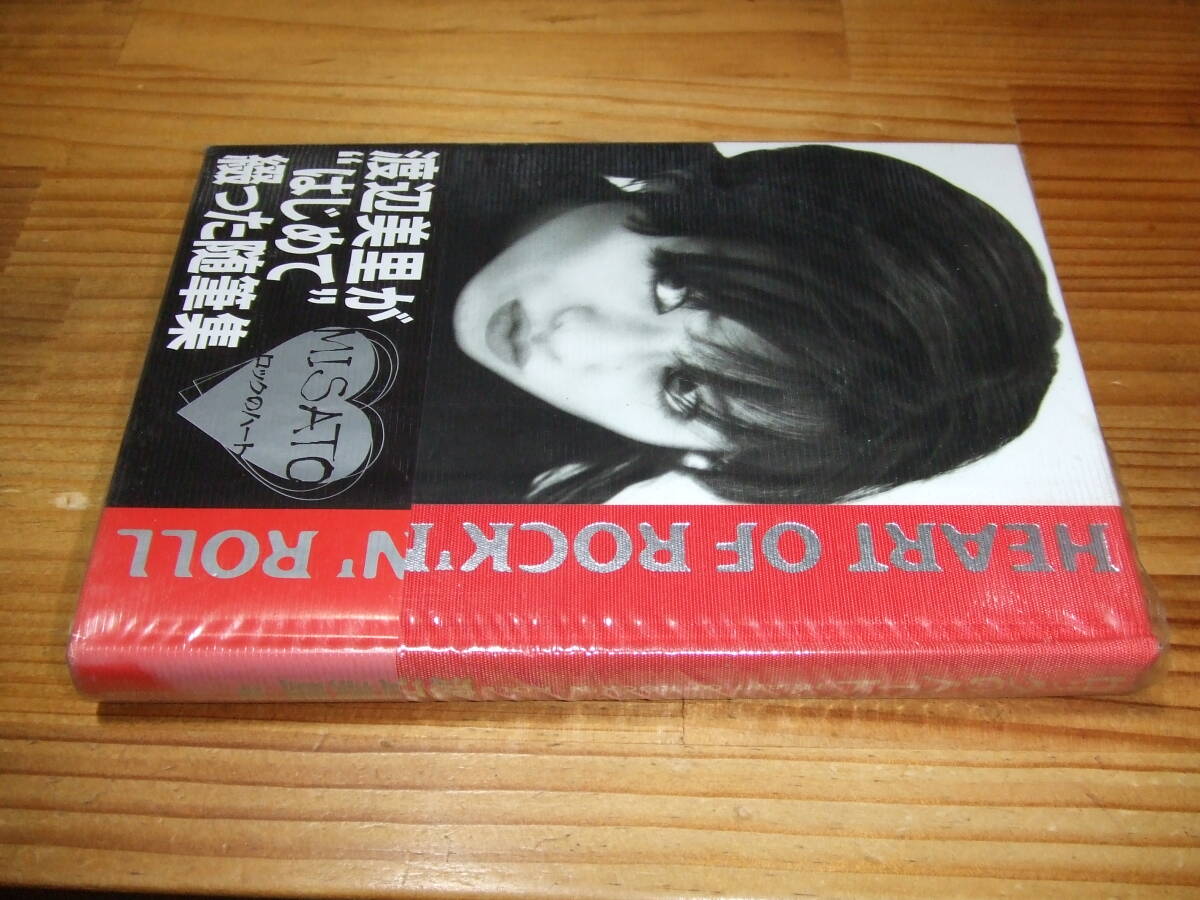 渡辺美里が
“はじめて”
綴った随筆集
MISATO
ロックのハート
HEART OF ROCK'N' ROLL